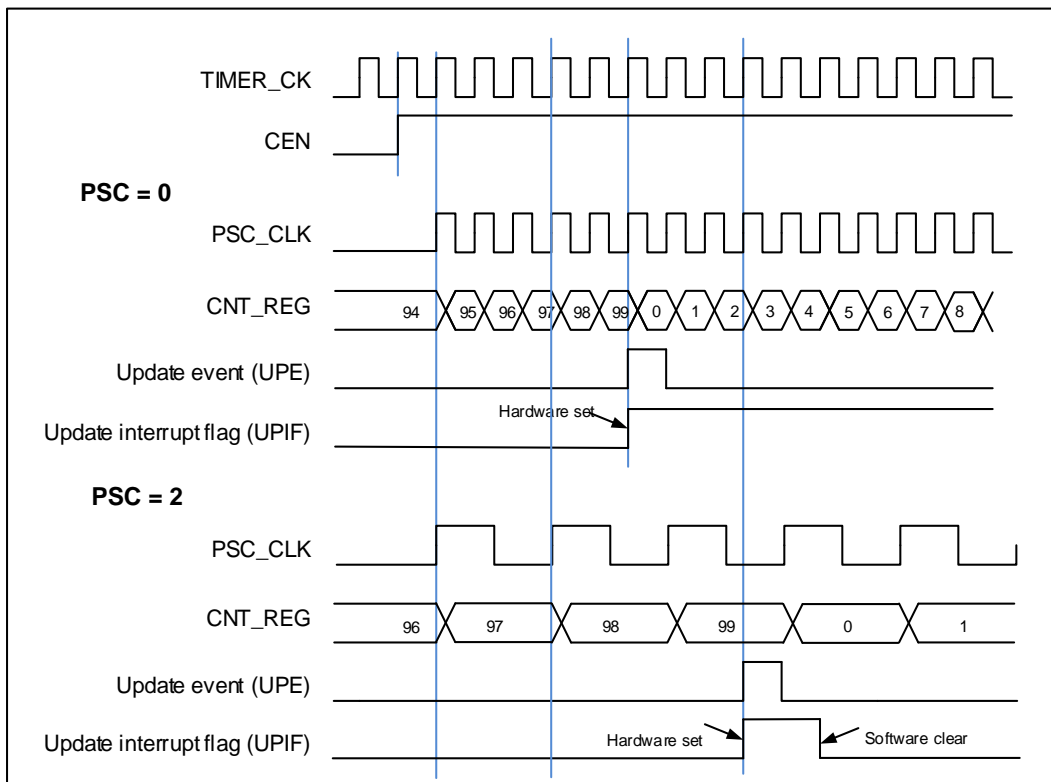 TIMER_CK
CEN
PSC = 0
PSC_CLK
CNT_REG 94 95 96 97 98 99 0 1 2 3 4 5 6 7 8
Update event (UPE)
Hardware set
Update interrupt flag (UPIF)
PSC = 2
PSC_CLK
CNT_REG 96 97 98 99 0 1
Update event (UPE)
Update interrupt flag (UPIF) Hardware set Software clear